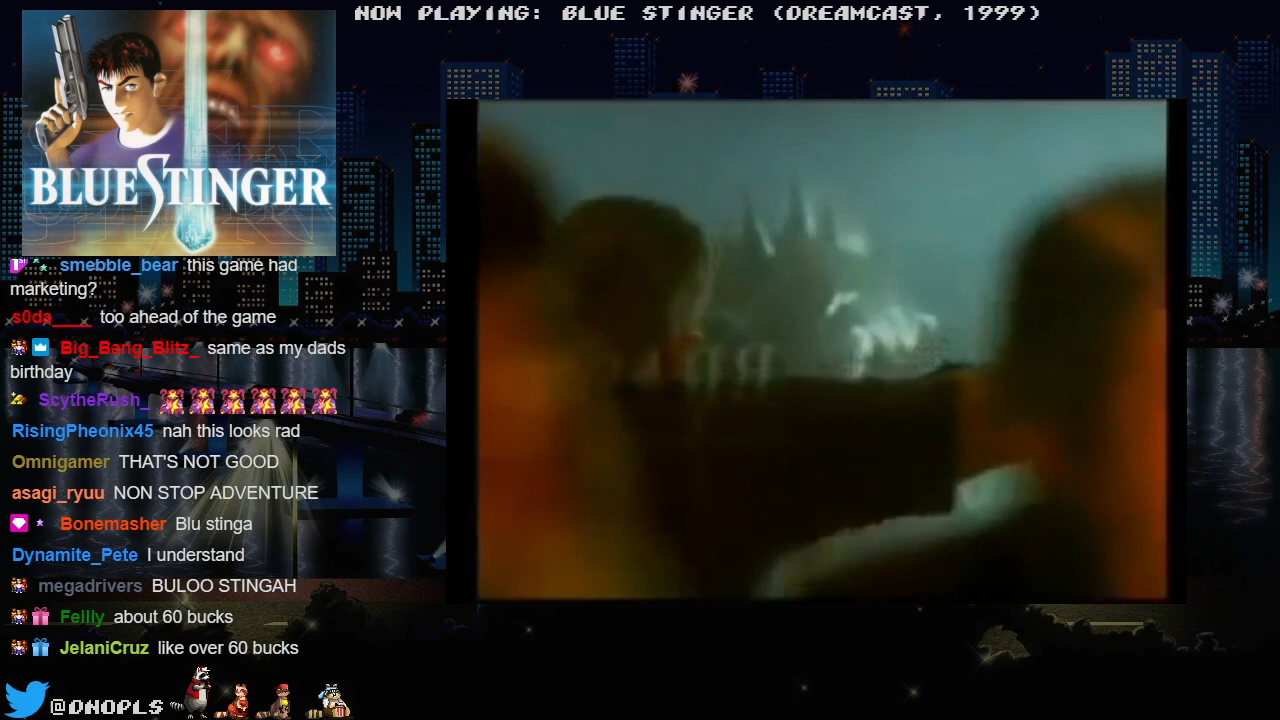 NOW PLAYING: BLUE STINGER (DREAMCAST, 1999)
BLUE STINGER
smebble_bear this game had
marketing?
s0da____ too ahead of the game
Big_Bang_Blitz_ same as my dads
birthday
ScytheRush_
RisingPheonix45 nah this looks rad
Omnigamer THAT'S NOT GOOD
asagi_ryuu NON STOP ADVENTURE
Bonemasher Blu stinga
Dynamite_Pete I understand
megadrivers BULOO STINGAH
Fellly about 60 bucks
JelaniCruz like over 60 bucks
@DNOPLS